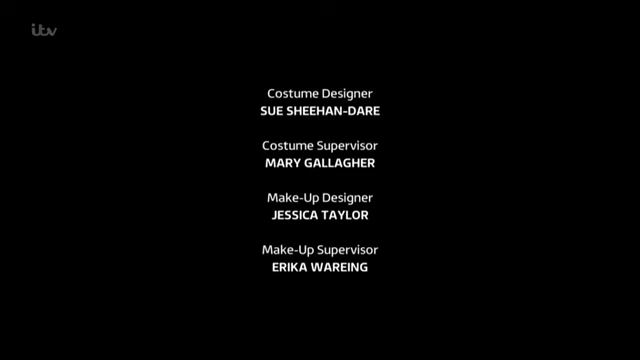 itv
Costume Designer
SUE SHEEHAN-DARE
Costume Supervisor
MARY GALLAGHER
Make-Up Designer
JESSICA TAYLOR
Make-Up Supervisor
ERIKA WAREING